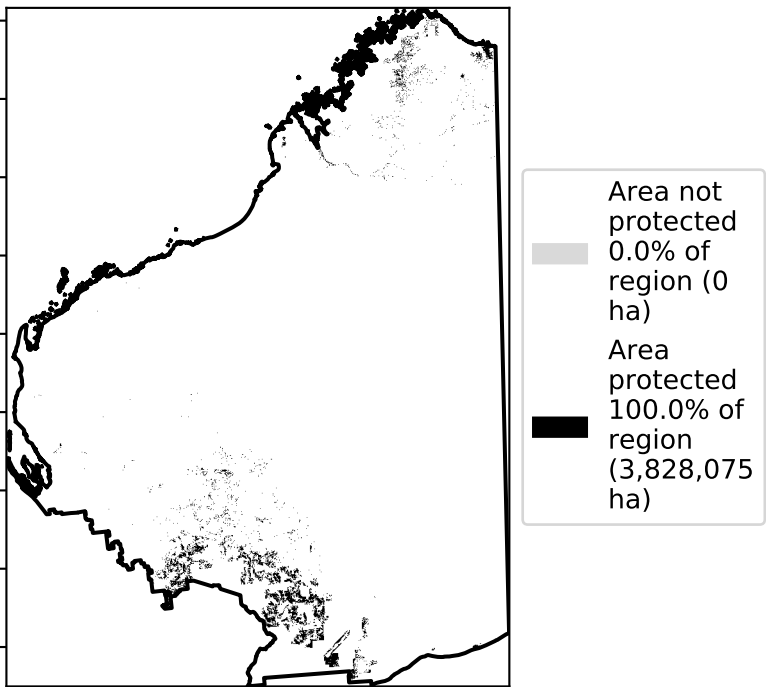 Area not
protected
0.0% of
region (0
ha)
Area
protected
100.0% of
region
(3,828,075
ha)